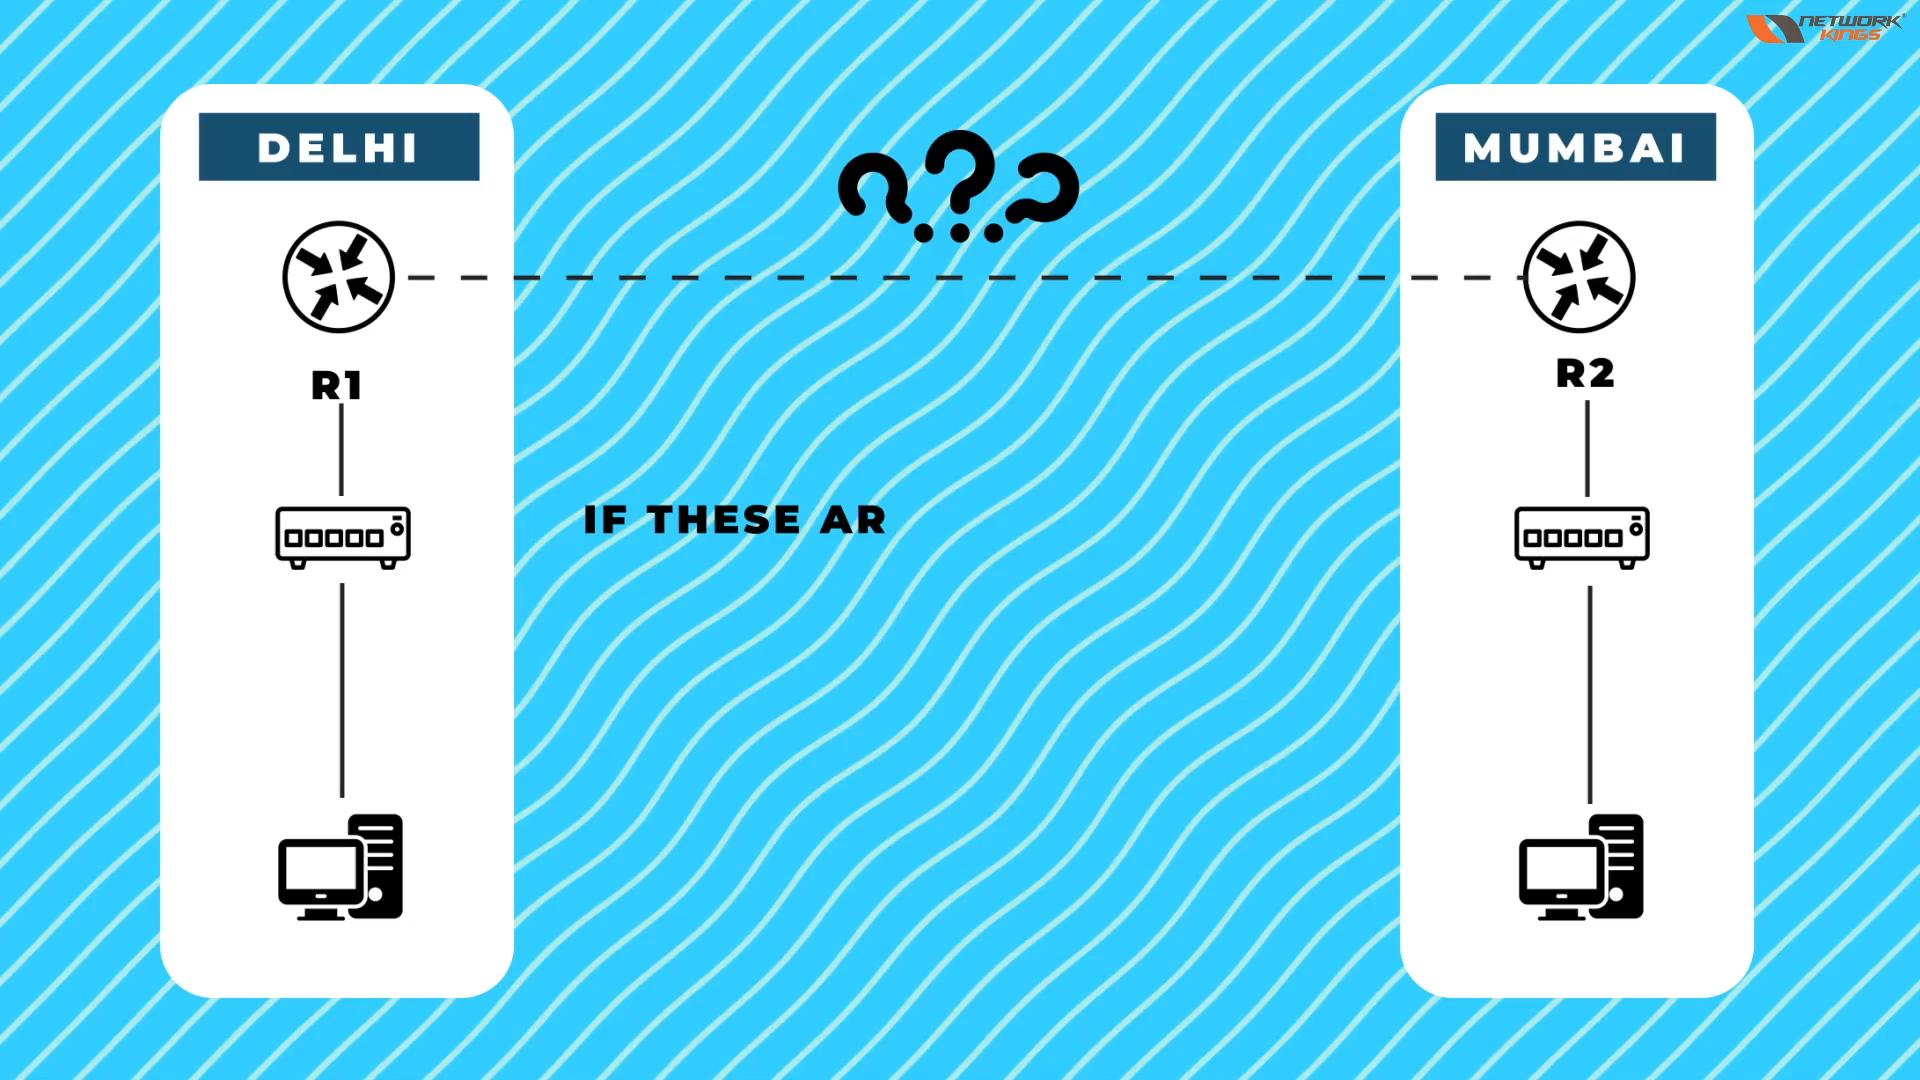 NETWORK
KINGS
DELHI
MUMBAI
???
R1
R2
IF THESE AR